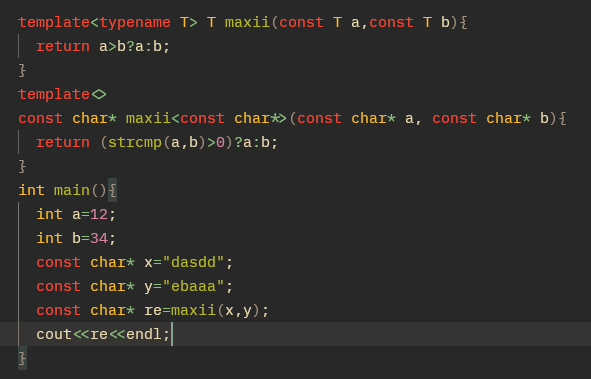 template<typename T> T maxii(const T a,const T b){
return a>b?a:b;
}
template<>
const char* maxii<const char*>(const char* a, const char* b){
return (strcmp(a,b)>0)?a:b;
}
int main(){
int a=12;
int b=34;
const char* x="dasdd";
const char* y="ebaaa";
const char* re=maxii(x,y);
cout<<re<<endl;
}